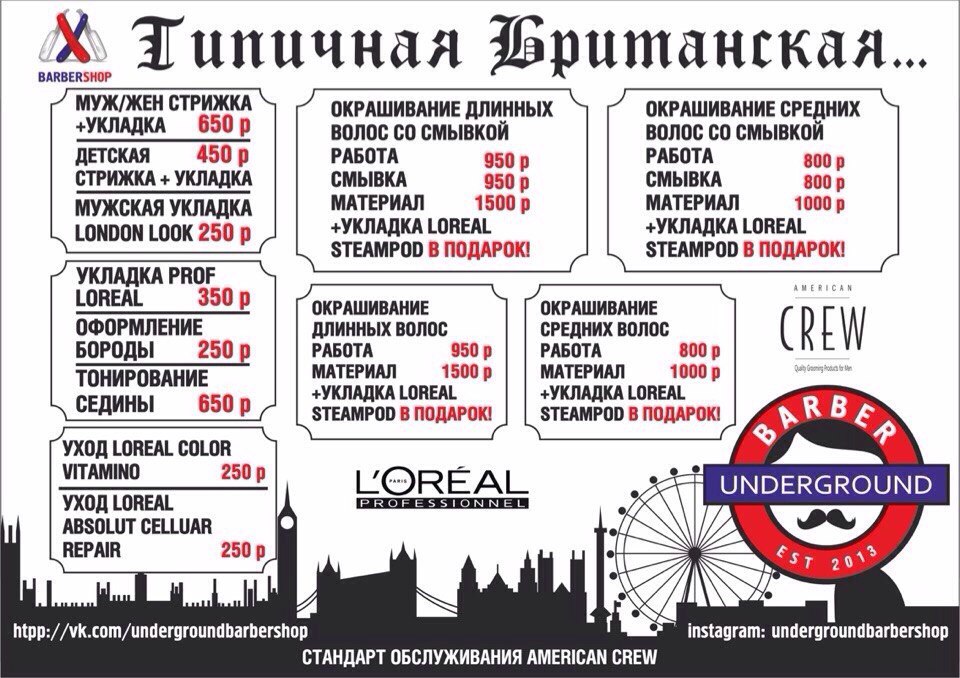 BARBERSHOP
Типичная Британская...
МУЖ/ЖЕН СТРИЖКА
+УКЛАДКА 650 р
ДЕТСКАЯ 450 р
СТРИЖКА + УКЛАДКА
МУЖСКАЯ УКЛАДКА
LONDON LOOK 250 р
УКЛАДКА PROF
LOREAL 350 р
ОФОРМЛЕНИЕ
БОРОДЫ 250 р
ТОНИРОВАНИЕ
СЕДИНЫ 650 р
УХОД LOREAL COLOR
VITAMINO 250 р
УХОД LOREAL
ABSOLUT CELLUAR
REPAIR 250 р
ОКРАШИВАНИЕ ДЛИННЫХ
ВОЛОС СО СМЫВКОЙ
РАБОТА 950 р
СМЫВКА 950 р
МАТЕРИАЛ 1500 р
+УКЛАДКА LOREAL
STEAMPOD В ПОДАРОК!
ОКРАШИВАНИЕ СРЕДНИХ
ВОЛОС СО СМЫВКОЙ
РАБОТА 800 р
СМЫВКА 800 р
МАТЕРИАЛ 1000 р
+УКЛАДКА LOREAL
STEAMPOD В ПОДАРОК!
ОКРАШИВАНИЕ
ДЛИННЫХ ВОЛОС
РАБОТА 950 р
МАТЕРИАЛ 1500 р
+УКЛАДКА LOREAL
STEAMPOD В ПОДАРОК!
ОКРАШИВАНИЕ
СРЕДНИХ ВОЛОС
РАБОТА 800 р
МАТЕРИАЛ 1000 р
+УКЛАДКА LOREAL
STEAMPOD В ПОДАРОК!
AMERICAN
CREW
Quality Grooming Products for Men
L'ORÉAL
PARIS
PROFESSIONNEL
BARBER
UNDERGROUND
EST 2013
htpp://vk.com/undergroundbarbershop
instagram: undergroundbarbershop
СТАНДАРТ ОБСЛУЖИВАНИЯ AMERICAN CREW